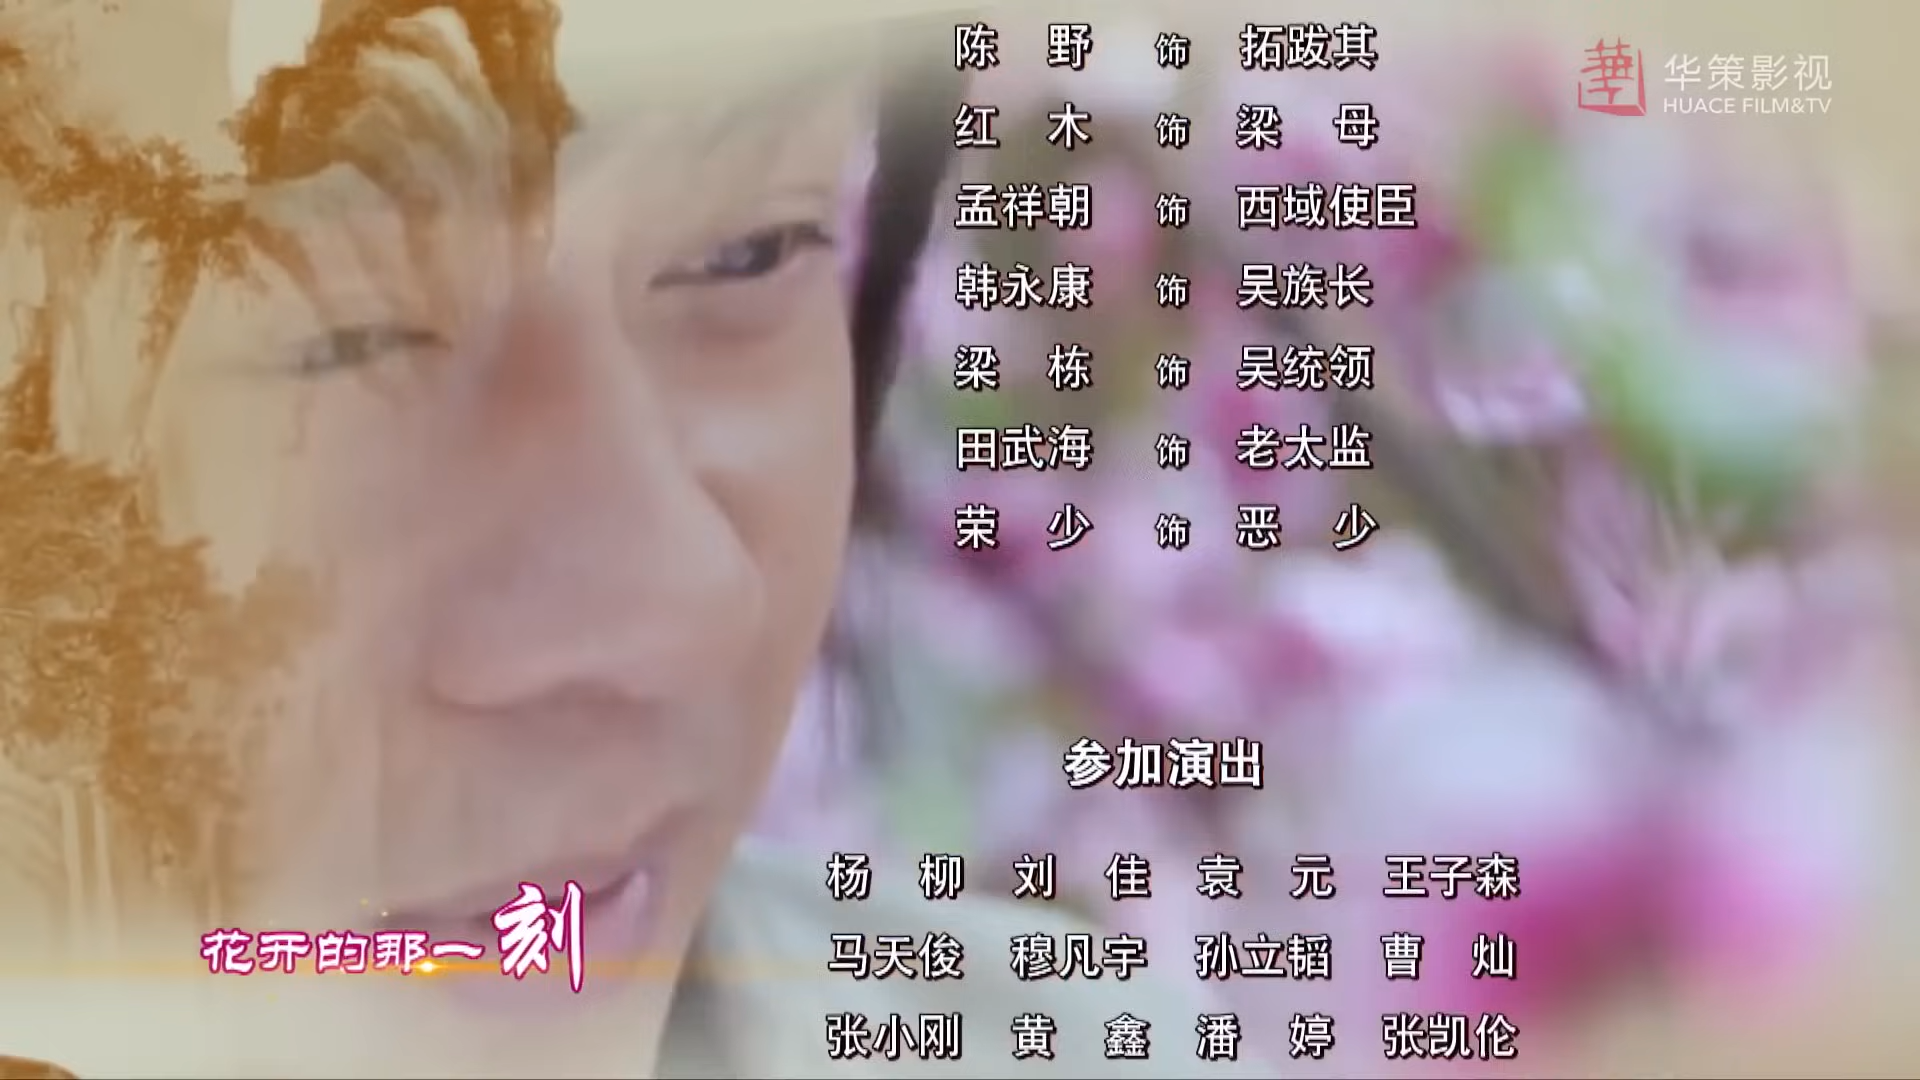 陈野 饰 拓跋其
华策影视
HUACE FILM&TV
红木 饰 梁母
孟祥朝 饰 西域使臣
韩永康 饰 吴族长
梁栋 饰 吴统领
田武海 饰 老太监
荣少 饰 恶少
参加演出
杨柳 刘佳 袁元 王子森
花开的那一刻
马天俊 穆凡宇 孙立韬 曹灿
张小刚 黄鑫 潘婷 张凯伦